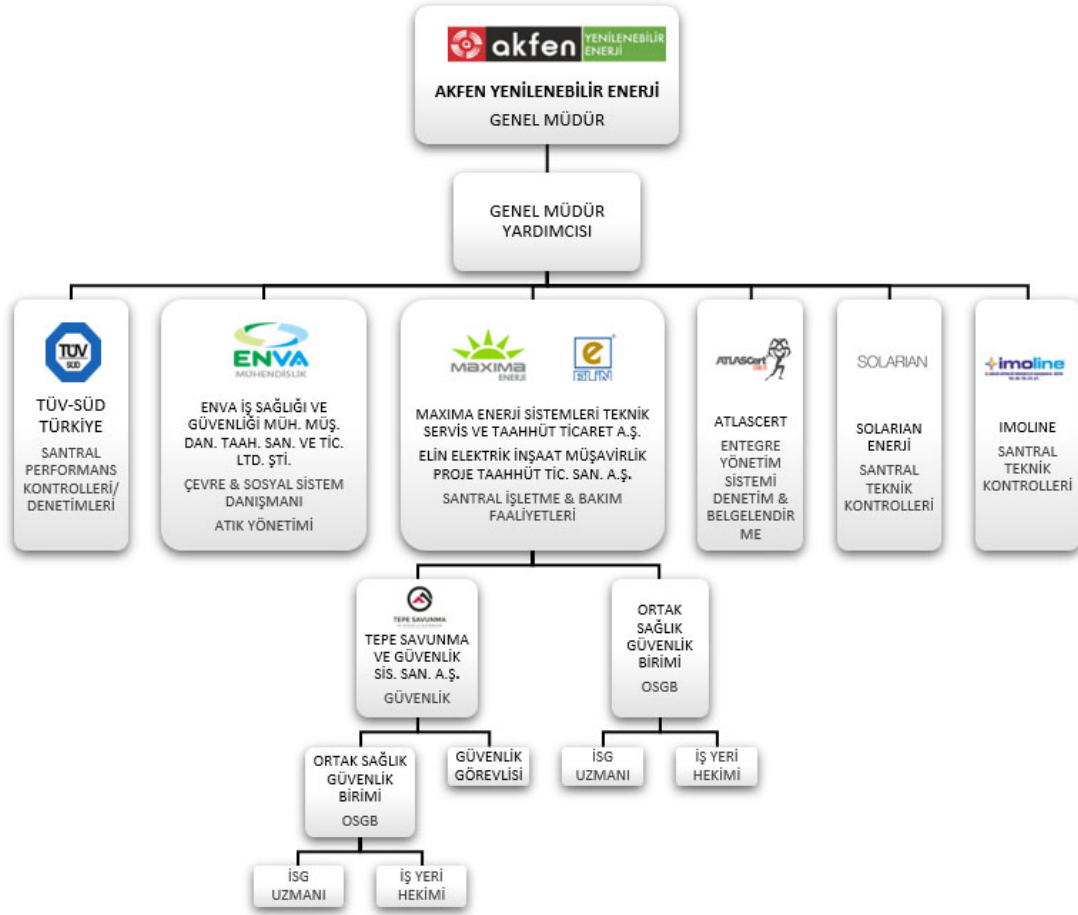 akfen YENİLENEBİLİR
ENERJİ
AKFEN YENİLENEBİLİR ENERJİ
GENEL MÜDÜR
GENEL MÜDÜR
YARDIMCISI
TÜV
SÜD
TÜV-SÜD
TÜRKİYE
SANTRAL
PERFORMANS
KONTROLLERİ/
DENETİMLERİ
ENVA
MÜHENDİSLİK
ENVA İŞ SAĞLIĞI VE
GÜVENLİĞİ MÜH. MÜŞ.
DAN. TAAH. SAN. VE TİC.
LTD. ŞTİ.
ÇEVRE & SOSYAL SİSTEM
DANIŞMANI
ATIK YÖNETİMİ
MAXIMA
ENERJİ
e
ELİN
MAXIMA ENERJİ SİSTEMLERİ TEKNİK
SERVİS VE TAAHHÜT TİCARET A.Ş.
ELİN ELEKTRİK İNŞAAT MÜŞAVİRLİK
PROJE TAAHHÜT TİC. SAN. A.Ş.
SANTRAL İŞLETME & BAKIM
FAALİYETLERİ
ATLASCert
ATLASCERT
ENTEGRE
YÖNETİM
SİSTEMİ
DENETİM &
BELGELENDİR
ME
SOLARIAN
SOLARIAN
ENERJİ
SANTRAL
TEKNİK
KONTROLLERİ
imoline
IMOLINE
SANTRAL
TEKNİK
KONTROLLERİ
TEPE SAVUNMA
TEPE SAVUNMA
VE GÜVENLİK
SİS. SAN. A.Ş.
GÜVENLİK
ORTAK
SAĞLIK
GÜVENLİK
BİRİMİ
OSGB
ORTAK SAĞLIK
GÜVENLİK
BİRİMİ
OSGB
GÜVENLİK
GÖREVLİSİ
İSG
UZMANI
İŞ YERİ
HEKİMİ
İSG
UZMANI
İŞ YERİ
HEKİMİ